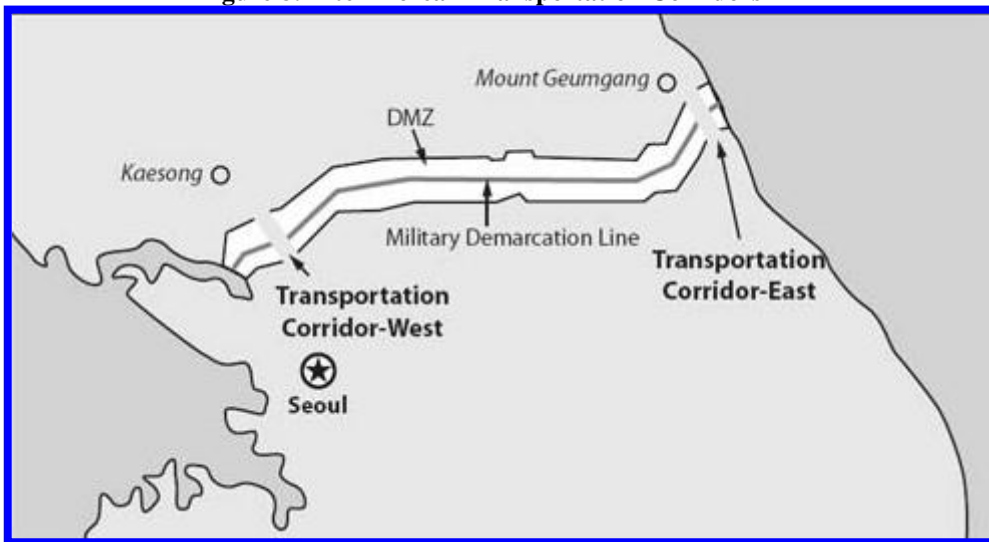 Mount Geumgang
DMZ
Kaesong
Military Demarcation Line
Transportation
Corridor-East
Transportation
Corridor-West
Seoul